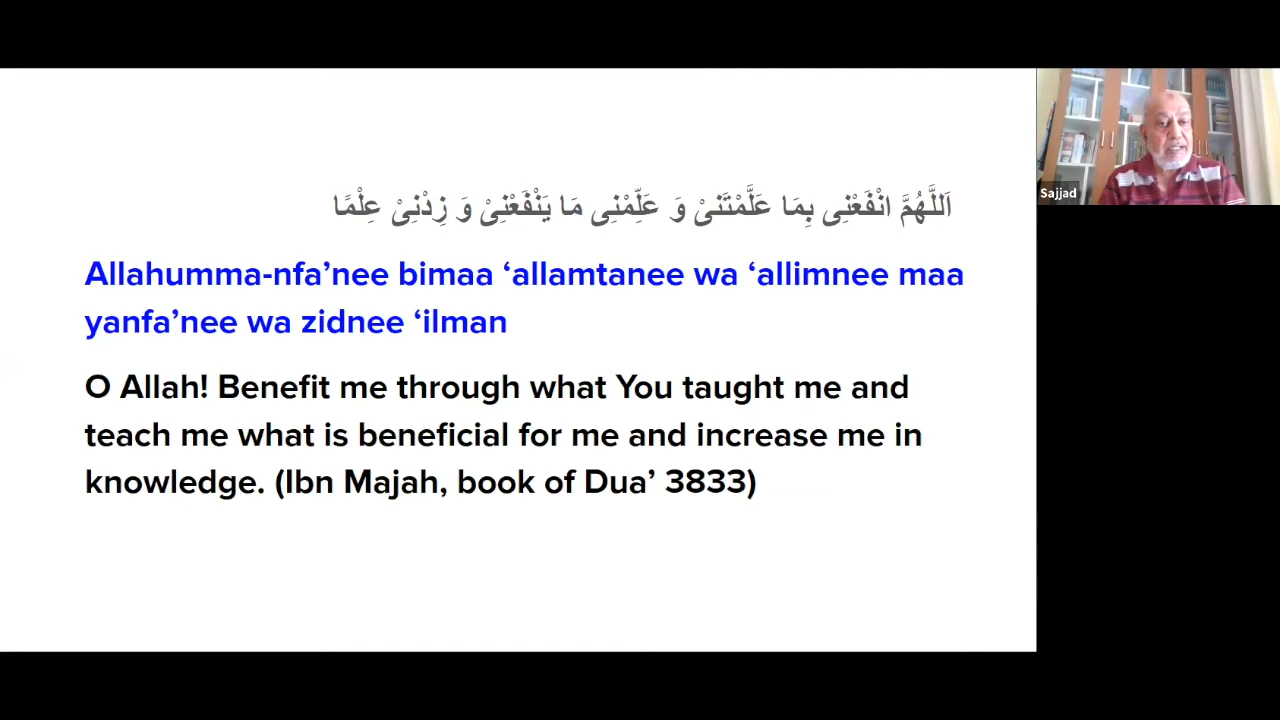 اَللَّهُمَّ انْفَعْنِى بِمَا عَلَّمْتَنىْ وَ عَلِّمْنِى مَا يَنْفَعْنِىْ وَ زِدْنِىْ عِلْمًا
Allahumma-nfa’nee bimaa ‘allamtanee wa ‘allimnee maa
yanfa’nee wa zidnee ‘ilman
O Allah! Benefit me through what You taught me and
teach me what is beneficial for me and increase me in
knowledge. (Ibn Majah, book of Dua’ 3833)
Sajjad